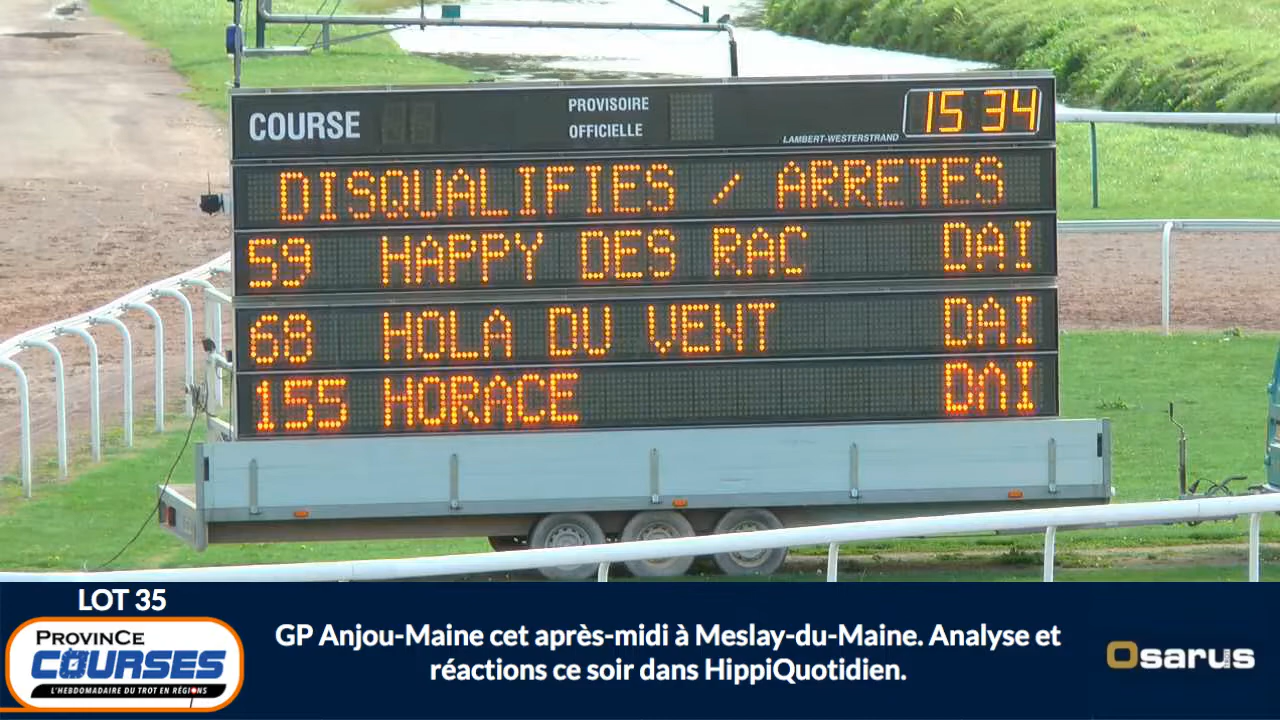 COURSE
PROVISOIRE
OFFICIELLE
LAMBERT-WESTERSTRAND
15 34
DISQUALIFIES / ARRETES
59 HAPPY DES RAC DAI
68 HOLA DU VENT DAI
155 HORACE DAI
LOT 35
PROVINCE
COURSES
L'HEBDOMADAIRE DU TROT EN RÉGIONS
GP Anjou-Maine cet après-midi à Meslay-du-Maine. Analyse et
réactions ce soir dans HippiQuotidien.
Osarus